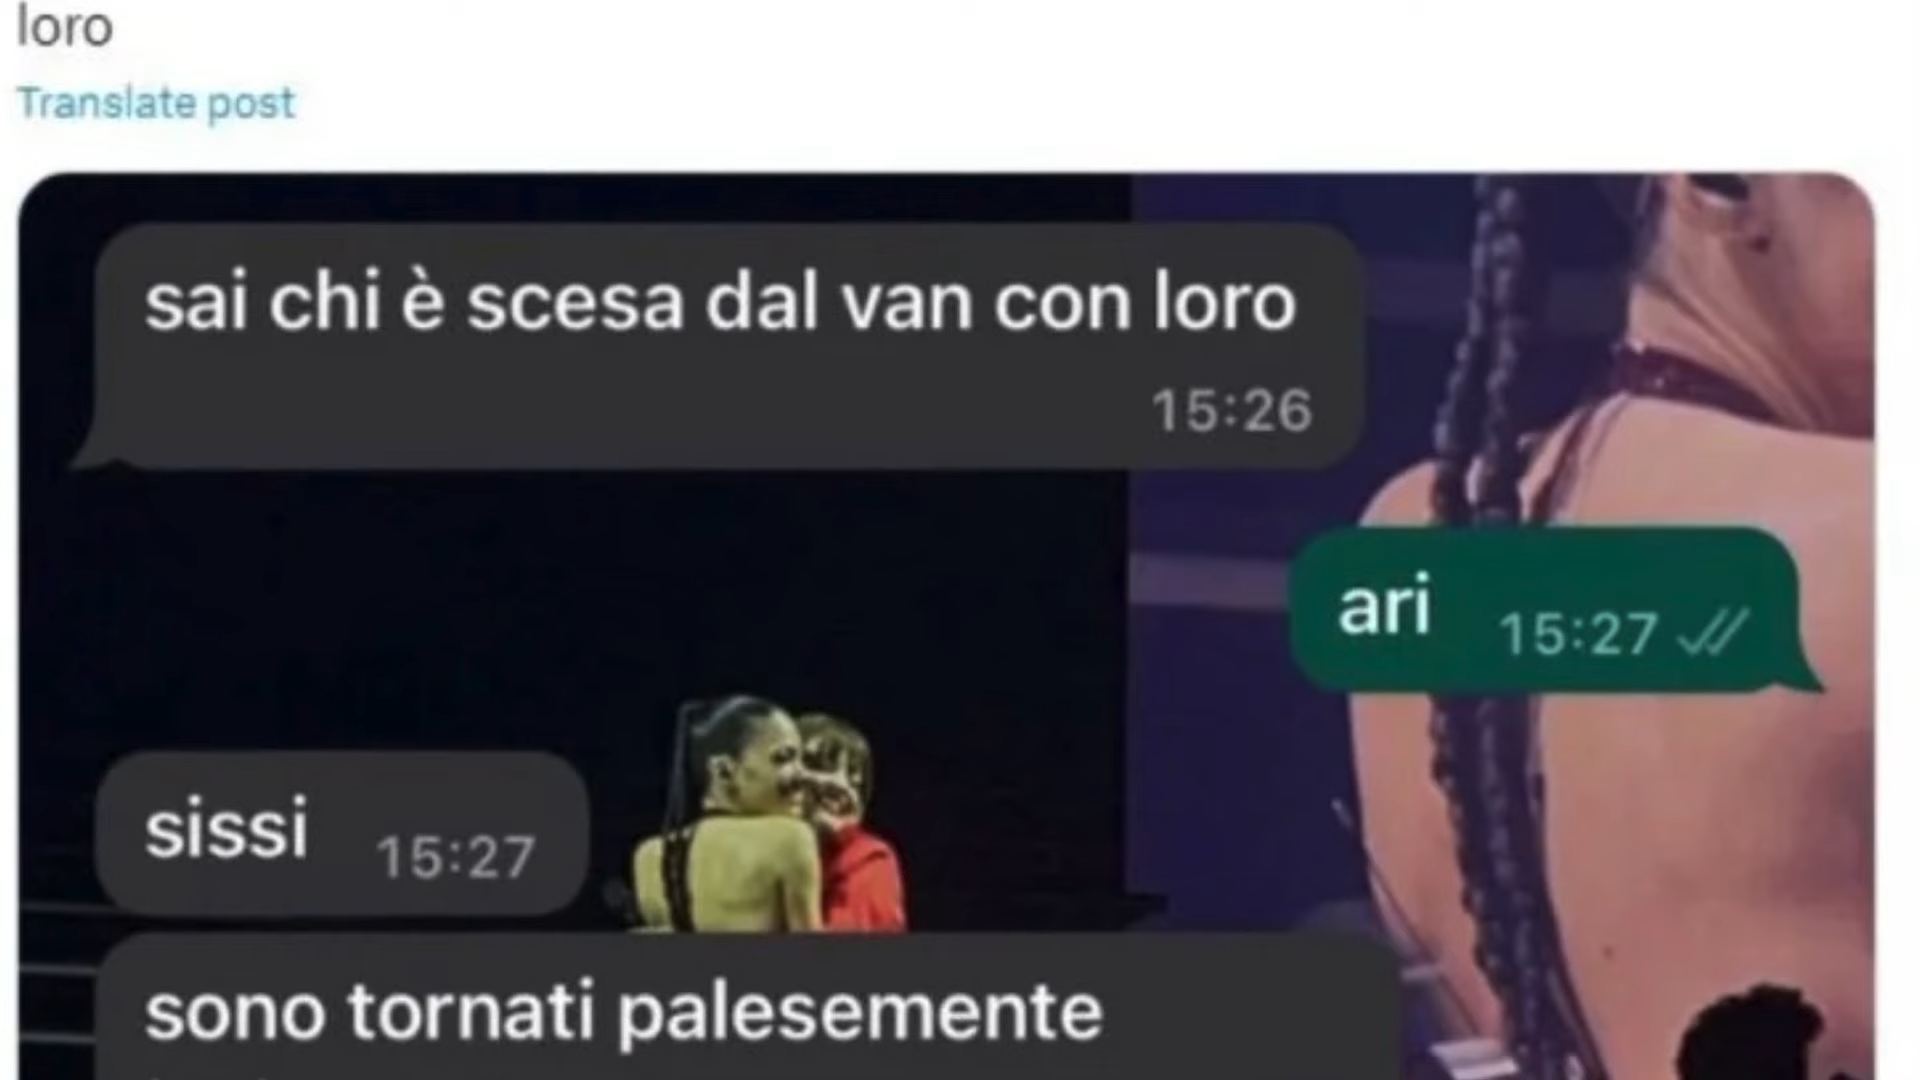 loro
Translate post
sai chi è scesa dal van con loro
15:26
ari 15:27
sissi 15:27
sono tornati palesemente